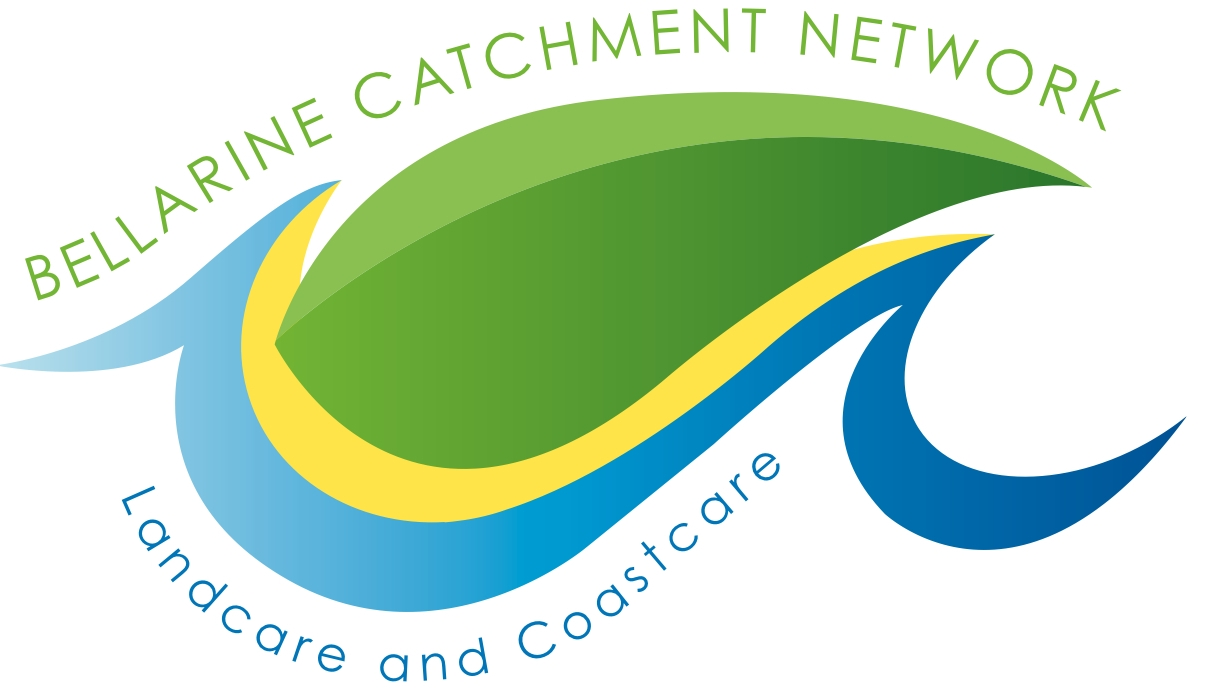 BELLARINE CATCHMENT NETWORK
Landcare and Coastcare